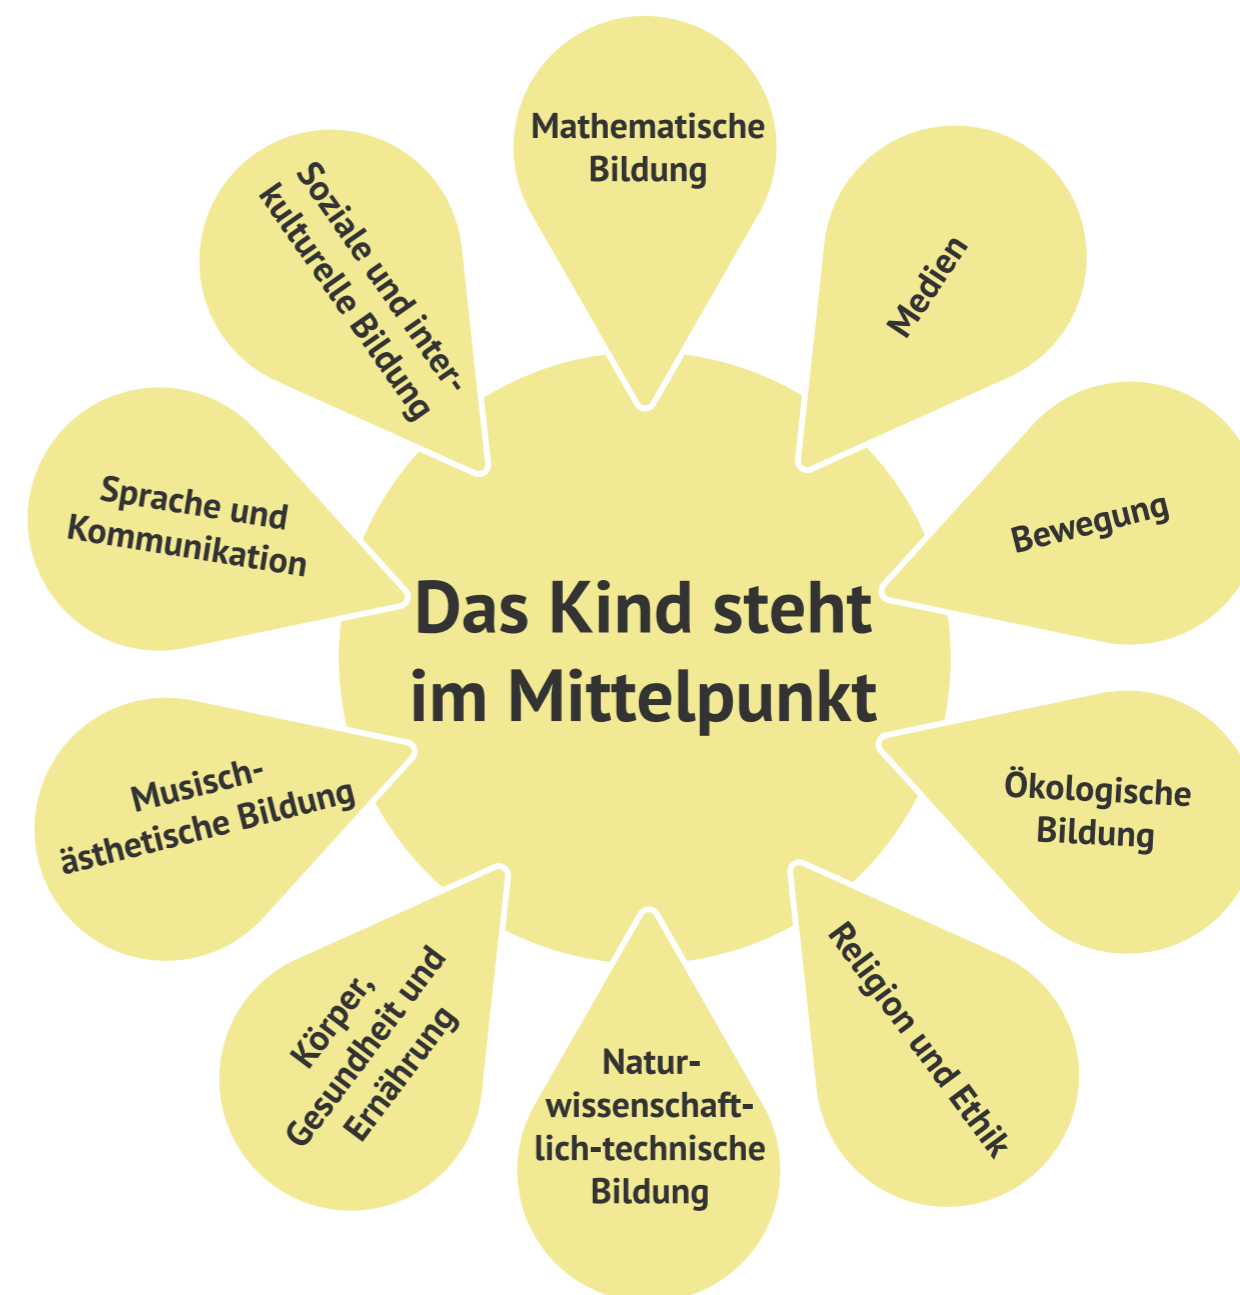 Mathematische
Bildung
Medien
Bewegung
Ökologische
Bildung
Religion und Ethik
Natur-
wissenschaft-
lich-technische
Bildung
Körper,
Gesundheit und
Ernährung
Musisch-
ästhetische Bildung
Sprache und
Kommunikation
Soziale und inter-
kulturelle Bildung
Das Kind steht
im Mittelpunkt